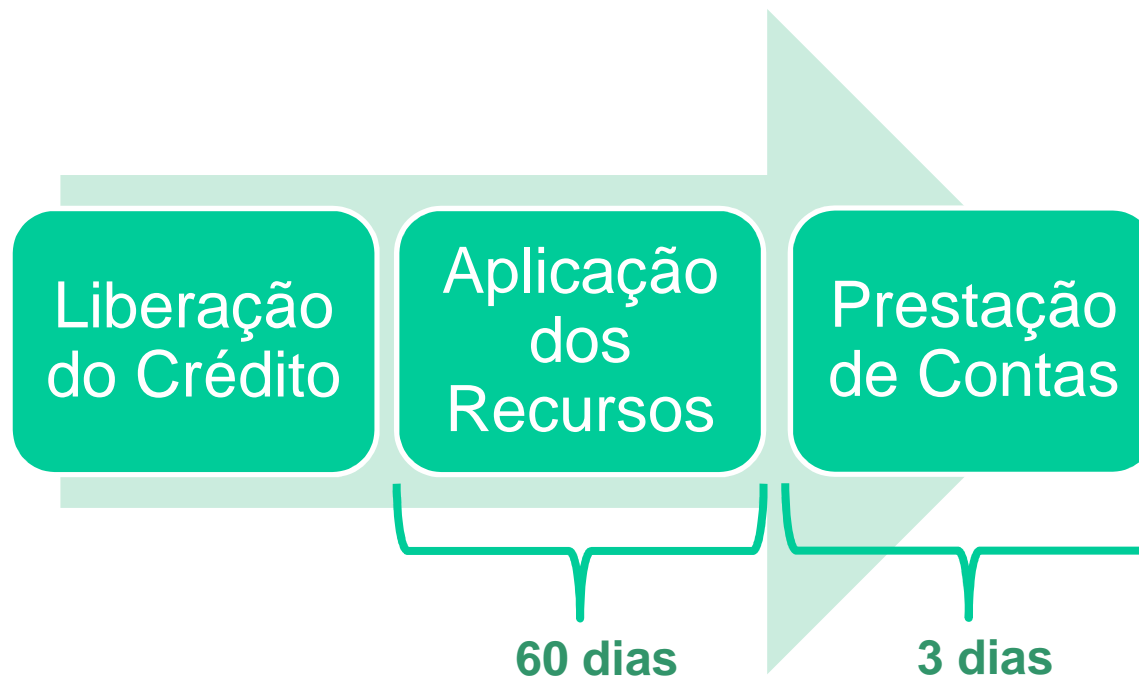 Liberação
do Crédito
Aplicação
dos
Recursos
Prestação
de Contas
60 dias
3 dias